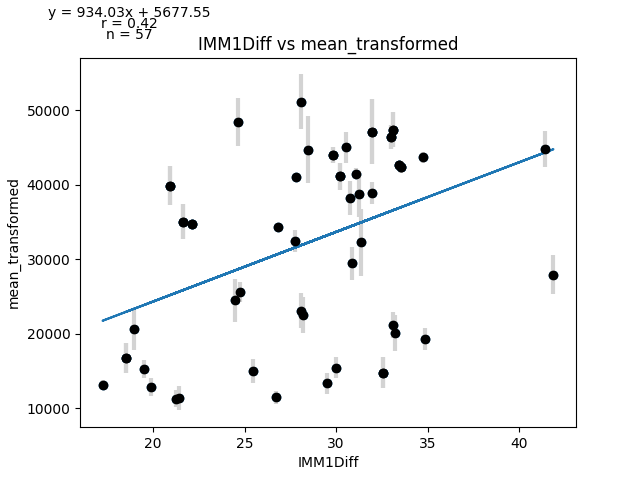 y = 934.03x + 5677.55
r = 0.42
n = 57
IMM1Diff vs mean_transformed
50000
40000
30000
20000
10000
mean_transformed
20 25 30 35 40
IMM1Diff